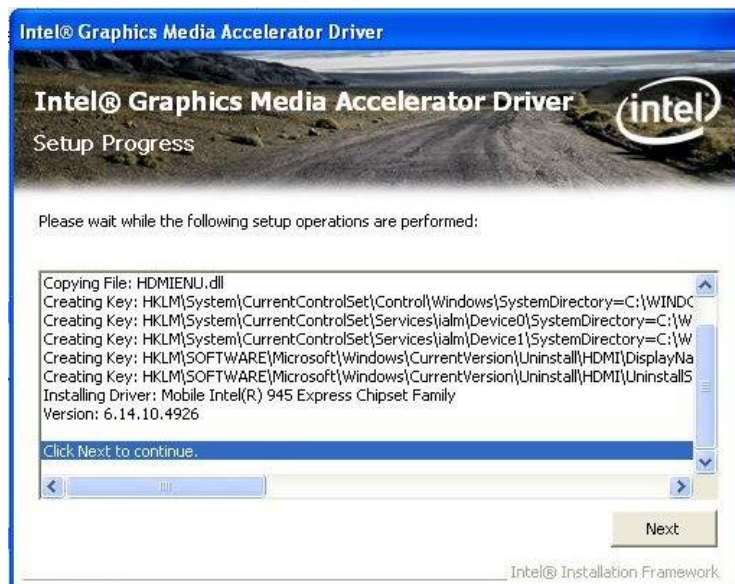 Intel® Graphics Media Accelerator Driver
Intel® Graphics Media Accelerator Driver
intel
Setup Progress
Please wait while the following setup operations are performed:
Copying File: HDMIENU.dll
Creating Key: HKLM\System\CurrentControlSet\Control\Windows\SystemDirectory=C:\WINDO
Creating Key: HKLM\System\CurrentControlSet\Services\ialm\Device0\SystemDirectory=C:\W
Creating Key: HKLM\System\CurrentControlSet\Services\ialm\Device1\SystemDirectory=C:\W
Creating Key: HKLM\SOFTWARE\Microsoft\Windows\CurrentVersion\Uninstall\HDMI\DisplayNa
Creating Key: HKLM\SOFTWARE\Microsoft\Windows\CurrentVersion\Uninstall\HDMI\UninstallS
Installing Driver: Mobile Intel(R) 945 Express Chipset Family
Version: 6.14.10.4926
Click Next to continue.
Next
Intel® Installation Framework